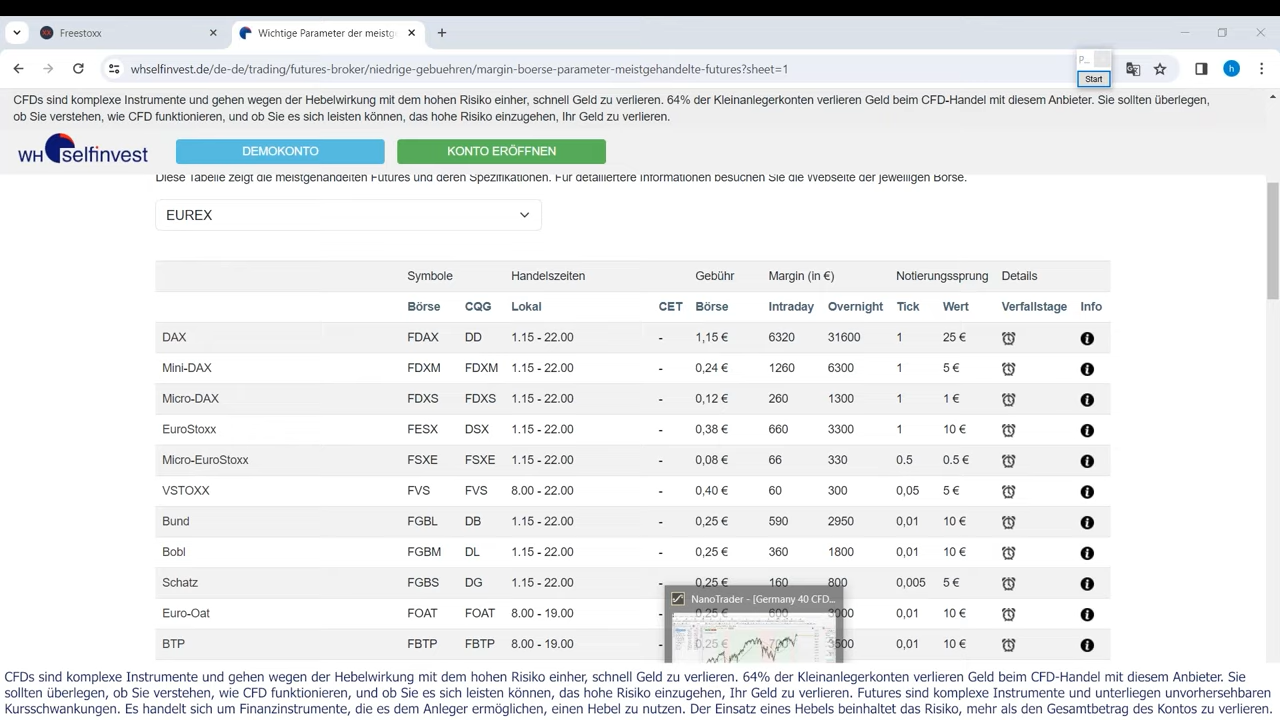 Freestoxx
Wichtige Parameter der meistg
P...
whselfinvest.de/de-de/trading/futures-broker/niedrige-gebuehren/margin-boerse-parameter-meistgehandelte-futures?sheet=1
Start
h
CFDs sind komplexe Instrumente und gehen wegen der Hebelwirkung mit dem hohen Risiko einher, schnell Geld zu verlieren. 64% der Kleinanlegerkonten verlieren Geld beim CFD-Handel mit diesem Anbieter. Sie sollten überlegen,
ob Sie verstehen, wie CFD funktionieren, und ob Sie es sich leisten können, das hohe Risiko einzugehen, Ihr Geld zu verlieren.
WH selfinvest
DEMOKONTO
KONTO ERÖFFNEN
Diese Tabelle zeigt die meistgehandelten Futures und deren Spezifikationen. Für detailliertere Informationen besuchen Sie die Webseite der jeweiligen Börse.
EUREX
Symbole Handelszeiten Gebühr Margin (in €) Notierungssprung Details
Börse CQG Lokal CET Börse Intraday Overnight Tick Wert Verfallstage Info
DAX FDAX DD 1.15 - 22.00 - 1,15 € 6320 31600 1 25 €
Mini-DAX FDXM FDXM 1.15 - 22.00 - 0,24 € 1260 6300 1 5 €
Micro-DAX FDXS FDXS 1.15 - 22.00 - 0,12 € 260 1300 1 1 €
EuroStoxx FESX DSX 1.15 - 22.00 - 0,38 € 660 3300 1 10 €
Micro-EuroStoxx FSXE FSXE 1.15 - 22.00 - 0,08 € 66 330 0.5 0.5 €
VSTOXX FVS FVS 8.00 - 22.00 - 0,40 € 60 300 0,05 5 €
Bund FGBL DB 1.15 - 22.00 - 0,25 € 590 2950 0,01 10 €
Bobl FGBM DL 1.15 - 22.00 - 0,25 € 360 1800 0,01 10 €
Schatz FGBS DG 1.15 - 22.00 - 0,25 € 160 800 0,005 5 €
NanoTrader - [Germany 40 CFD...
Euro-Oat FOAT FOAT 8.00 - 19.00 - 0,25 € 600 0,01 10 €
BTP FBTP FBTP 8.00 - 19.00 - 0,25 € 0,01 10 €
CFDs sind komplexe Instrumente und gehen wegen der Hebelwirkung mit dem hohen Risiko einher, schnell Geld zu verlieren. 64% der Kleinanlegerkonten verlieren Geld beim CFD-Handel mit diesem Anbieter. Sie
sollten überlegen, ob Sie verstehen, wie CFD funktionieren, und ob Sie es sich leisten können, das hohe Risiko einzugehen, Ihr Geld zu verlieren. Futures sind komplexe Instrumente und unterliegen unvorhersehbaren
Kursschwankungen. Es handelt sich um Finanzinstrumente, die es dem Anleger ermöglichen, einen Hebel zu nutzen. Der Einsatz eines Hebels beinhaltet das Risiko, mehr als den Gesamtbetrag des Kontos zu verlieren.